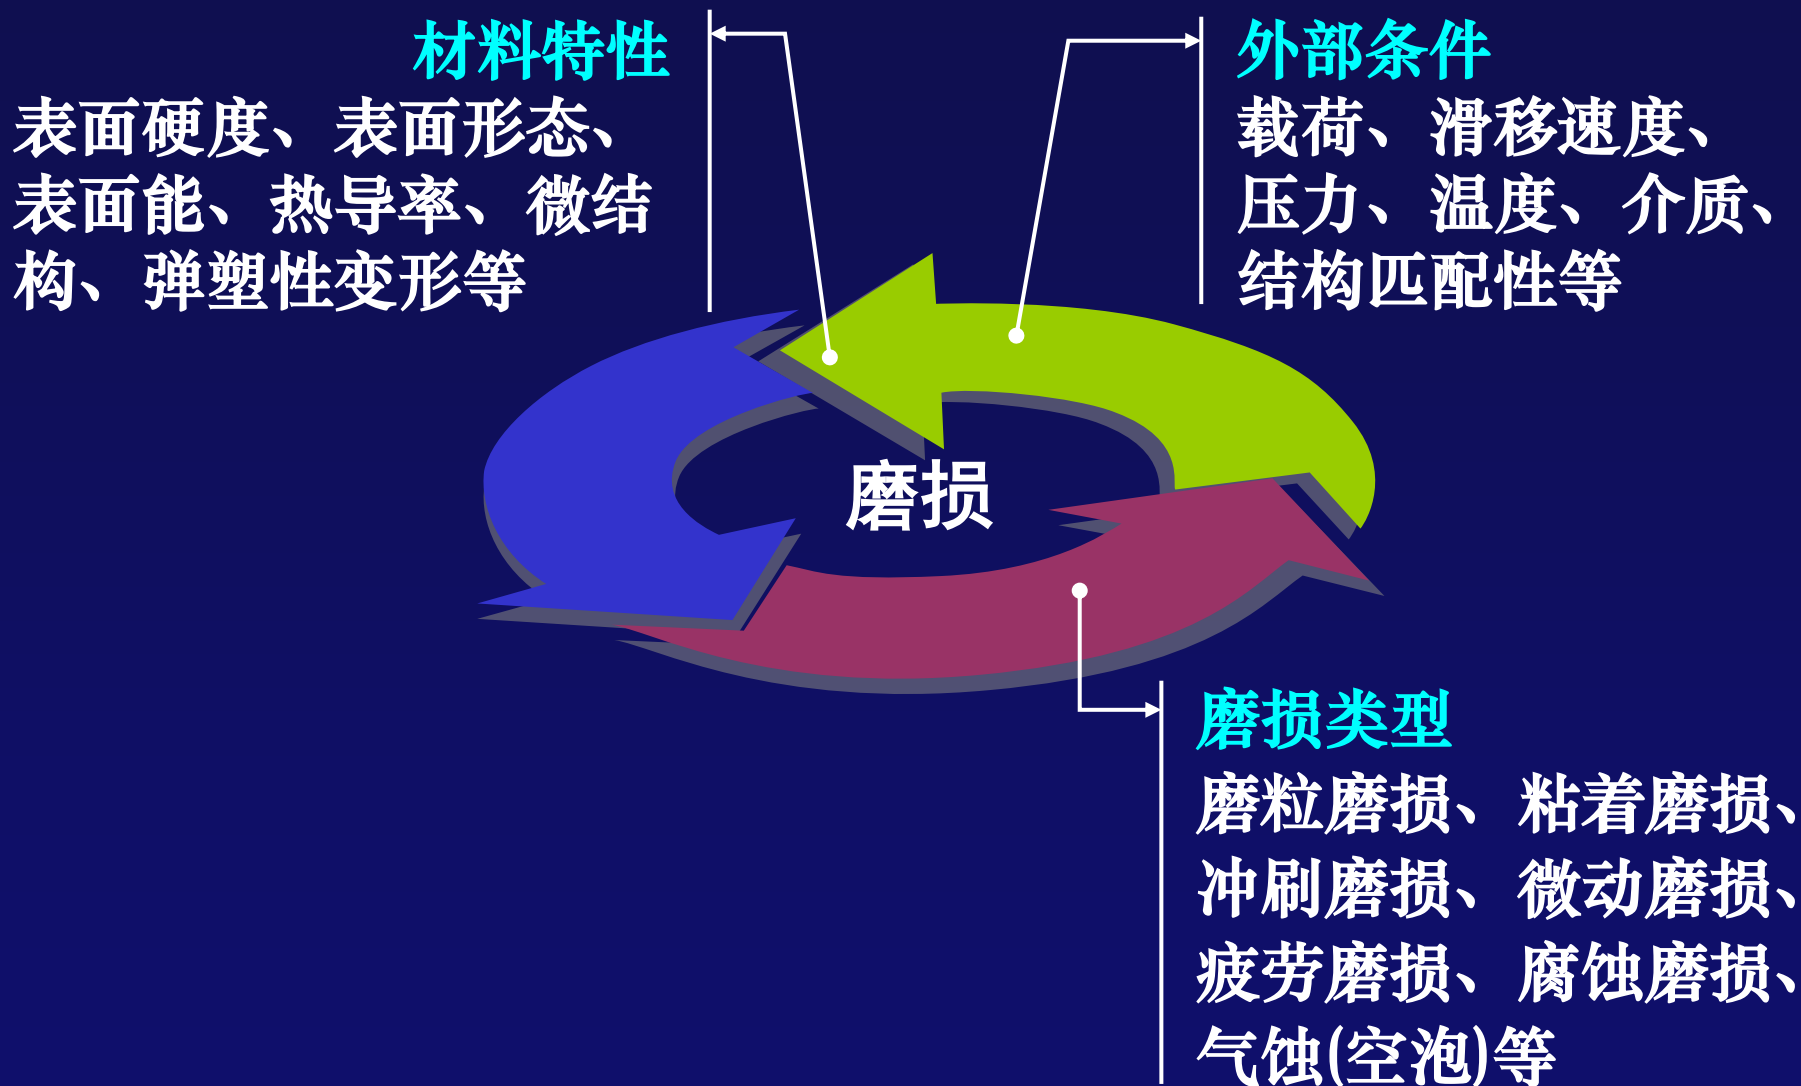 材料特性
表面硬度、表面形态、
表面能、热导率、微结
构、弹塑性变形等
外部条件
载荷、滑移速度、
压力、温度、介质、
结构匹配性等
磨损
磨损类型
磨粒磨损、粘着磨损、
冲刷磨损、微动磨损、
疲劳磨损、腐蚀磨损、
气蚀(空泡)等